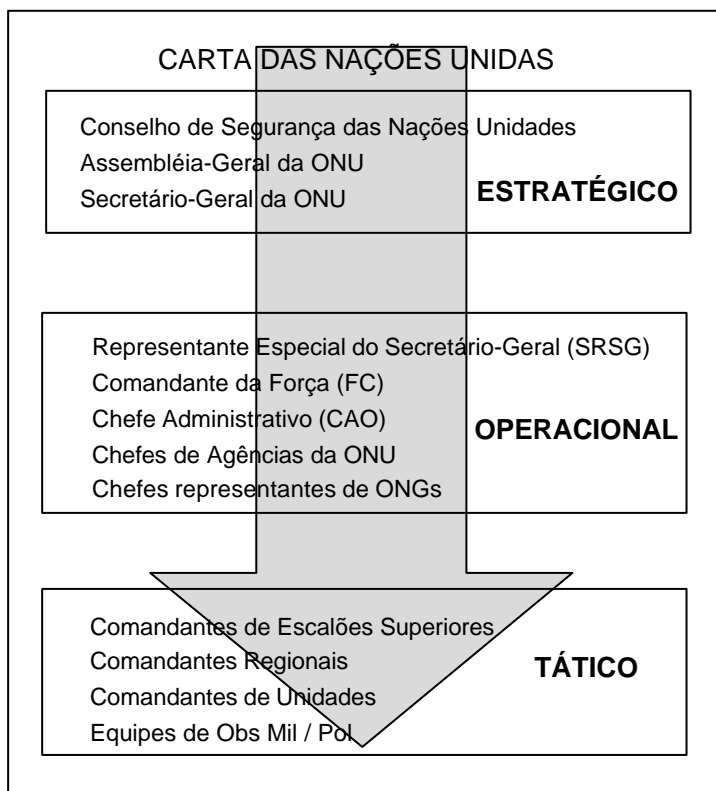 CARTA DAS NAÇÕES UNIDAS
Conselho de Segurança das Nações Unidades
Assembléia-Geral da ONU
Secretário-Geral da ONU
ESTRATÉGICO
Representante Especial do Secretário-Geral (SRSG)
Comandante da Força (FC)
Chefe Administrativo (CAO)
Chefes de Agências da ONU
Chefes representantes de ONGs
OPERACIONAL
Comandantes de Escalões Superiores
Comandantes Regionais
Comandantes de Unidades
Equipes de Obs Mil / Pol
TÁTICO